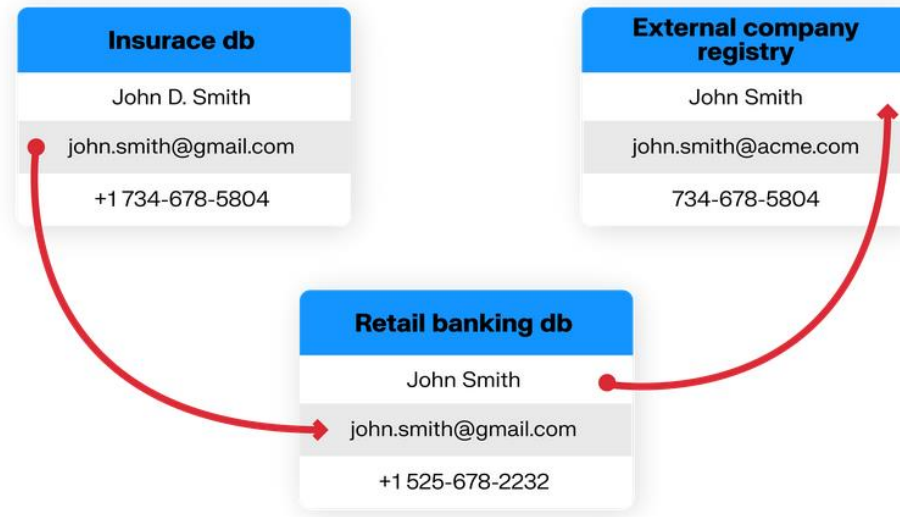 Insurace db
John D. Smith
john.smith@gmail.com
+1 734-678-5804
External company
registry
John Smith
john.smith@acme.com
734-678-5804
Retail banking db
John Smith
john.smith@gmail.com
+1 525-678-2232